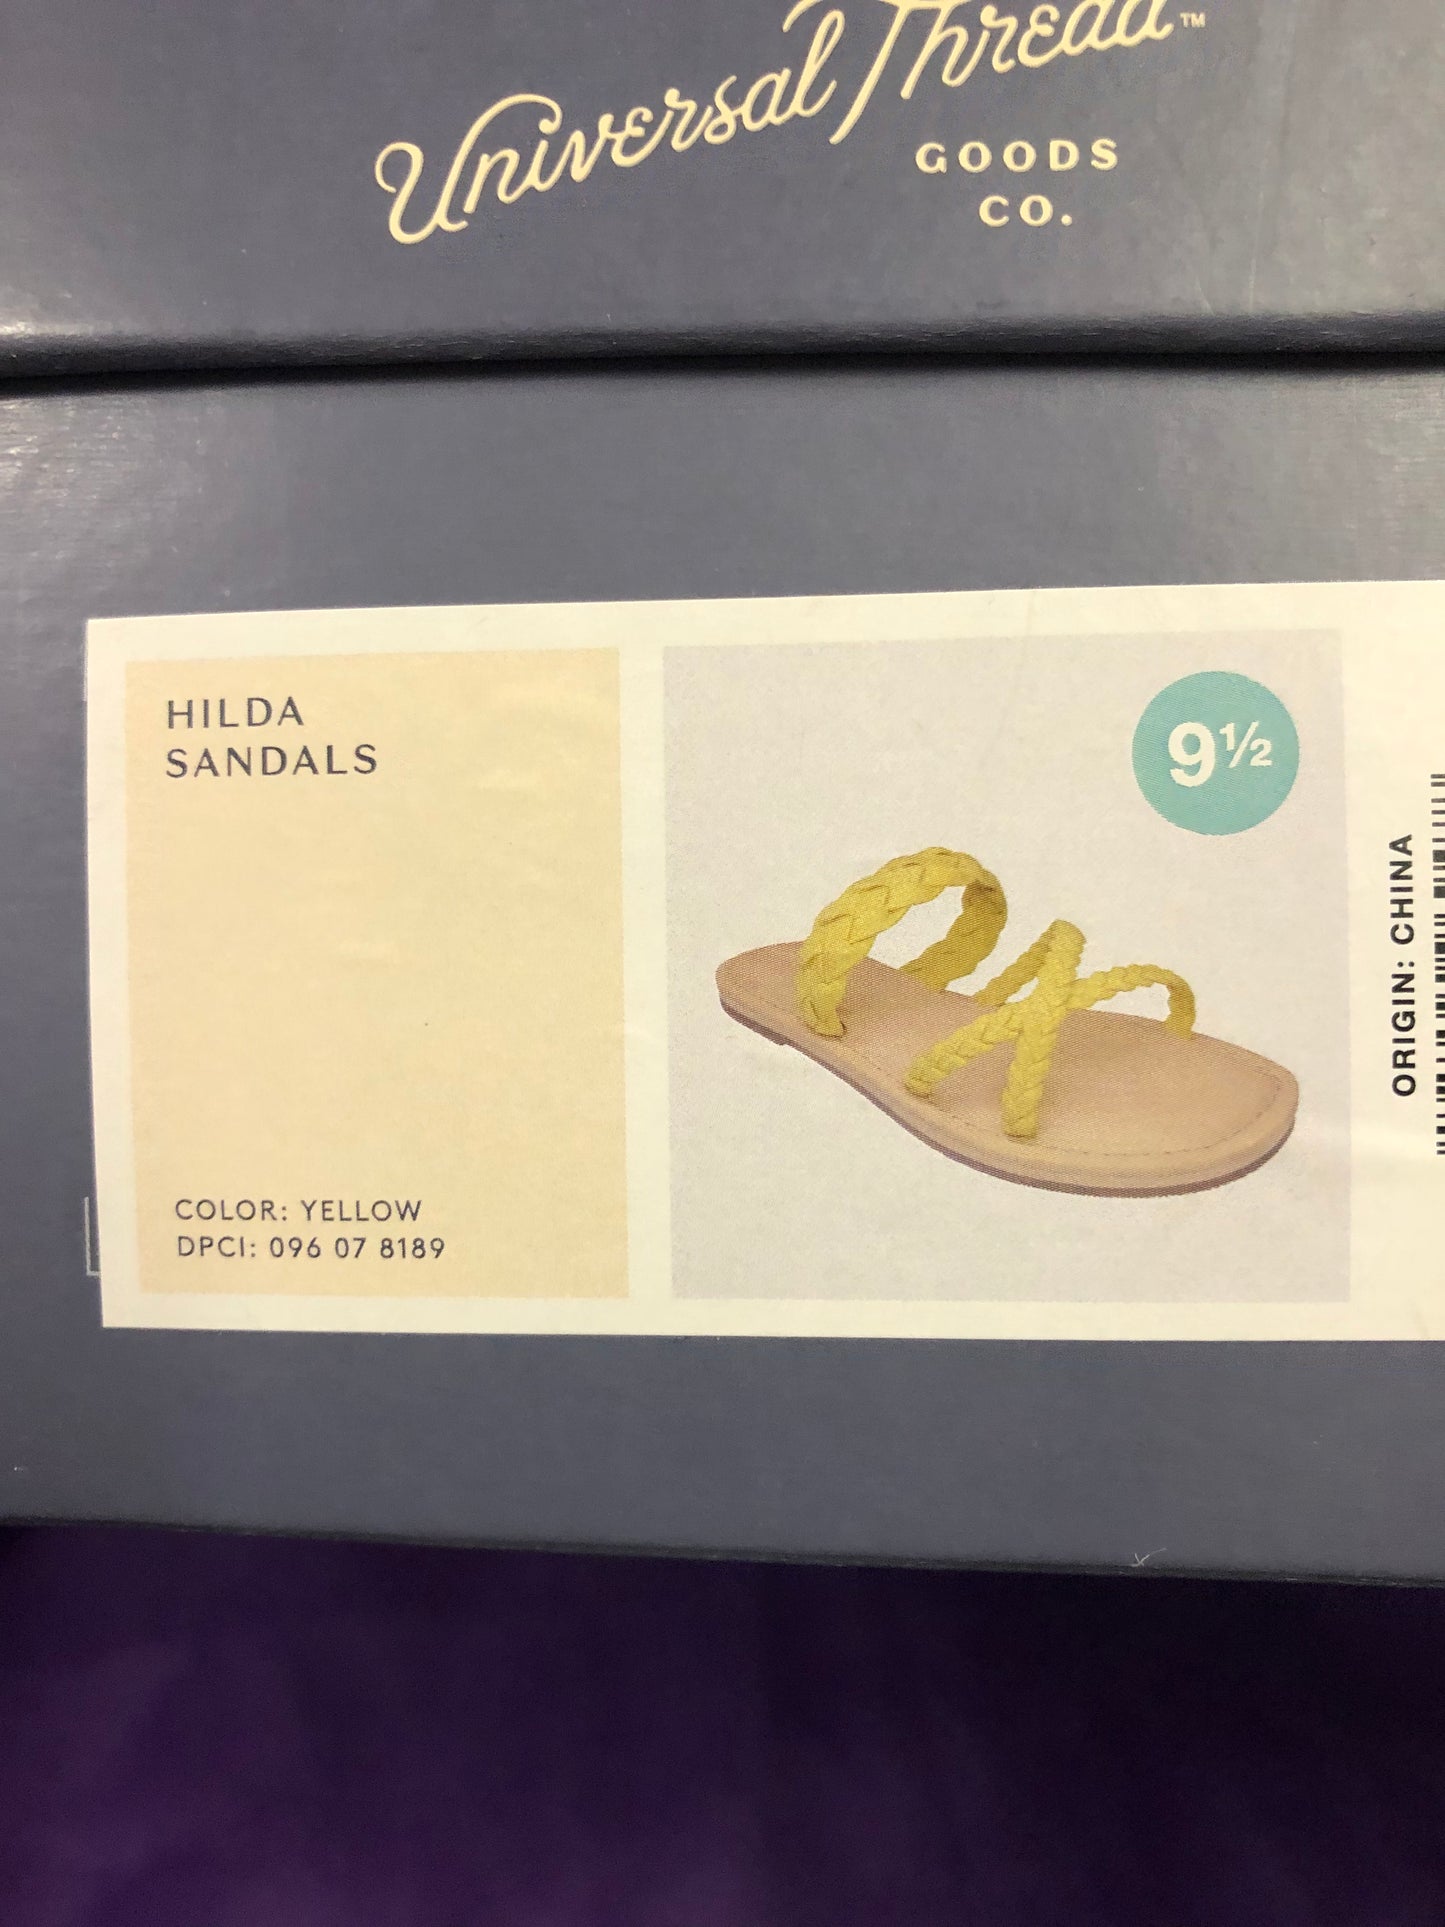 Universal Thread™
GOODS
CO.
HILDA
SANDALS
9½
COLOR: YELLOW
DPCI: 096 07 8189
ORIGIN: CHINA